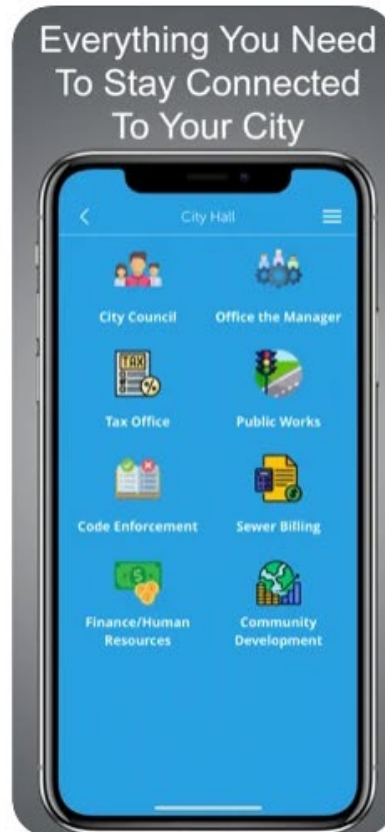 Everything You Need
To Stay Connected
To Your City
City Hall
City Council
Office the Manager
TAX
%
Tax Office
Public Works
Code Enforcement
Sewer Billing
$
Finance/Human
Resources
Community
Development